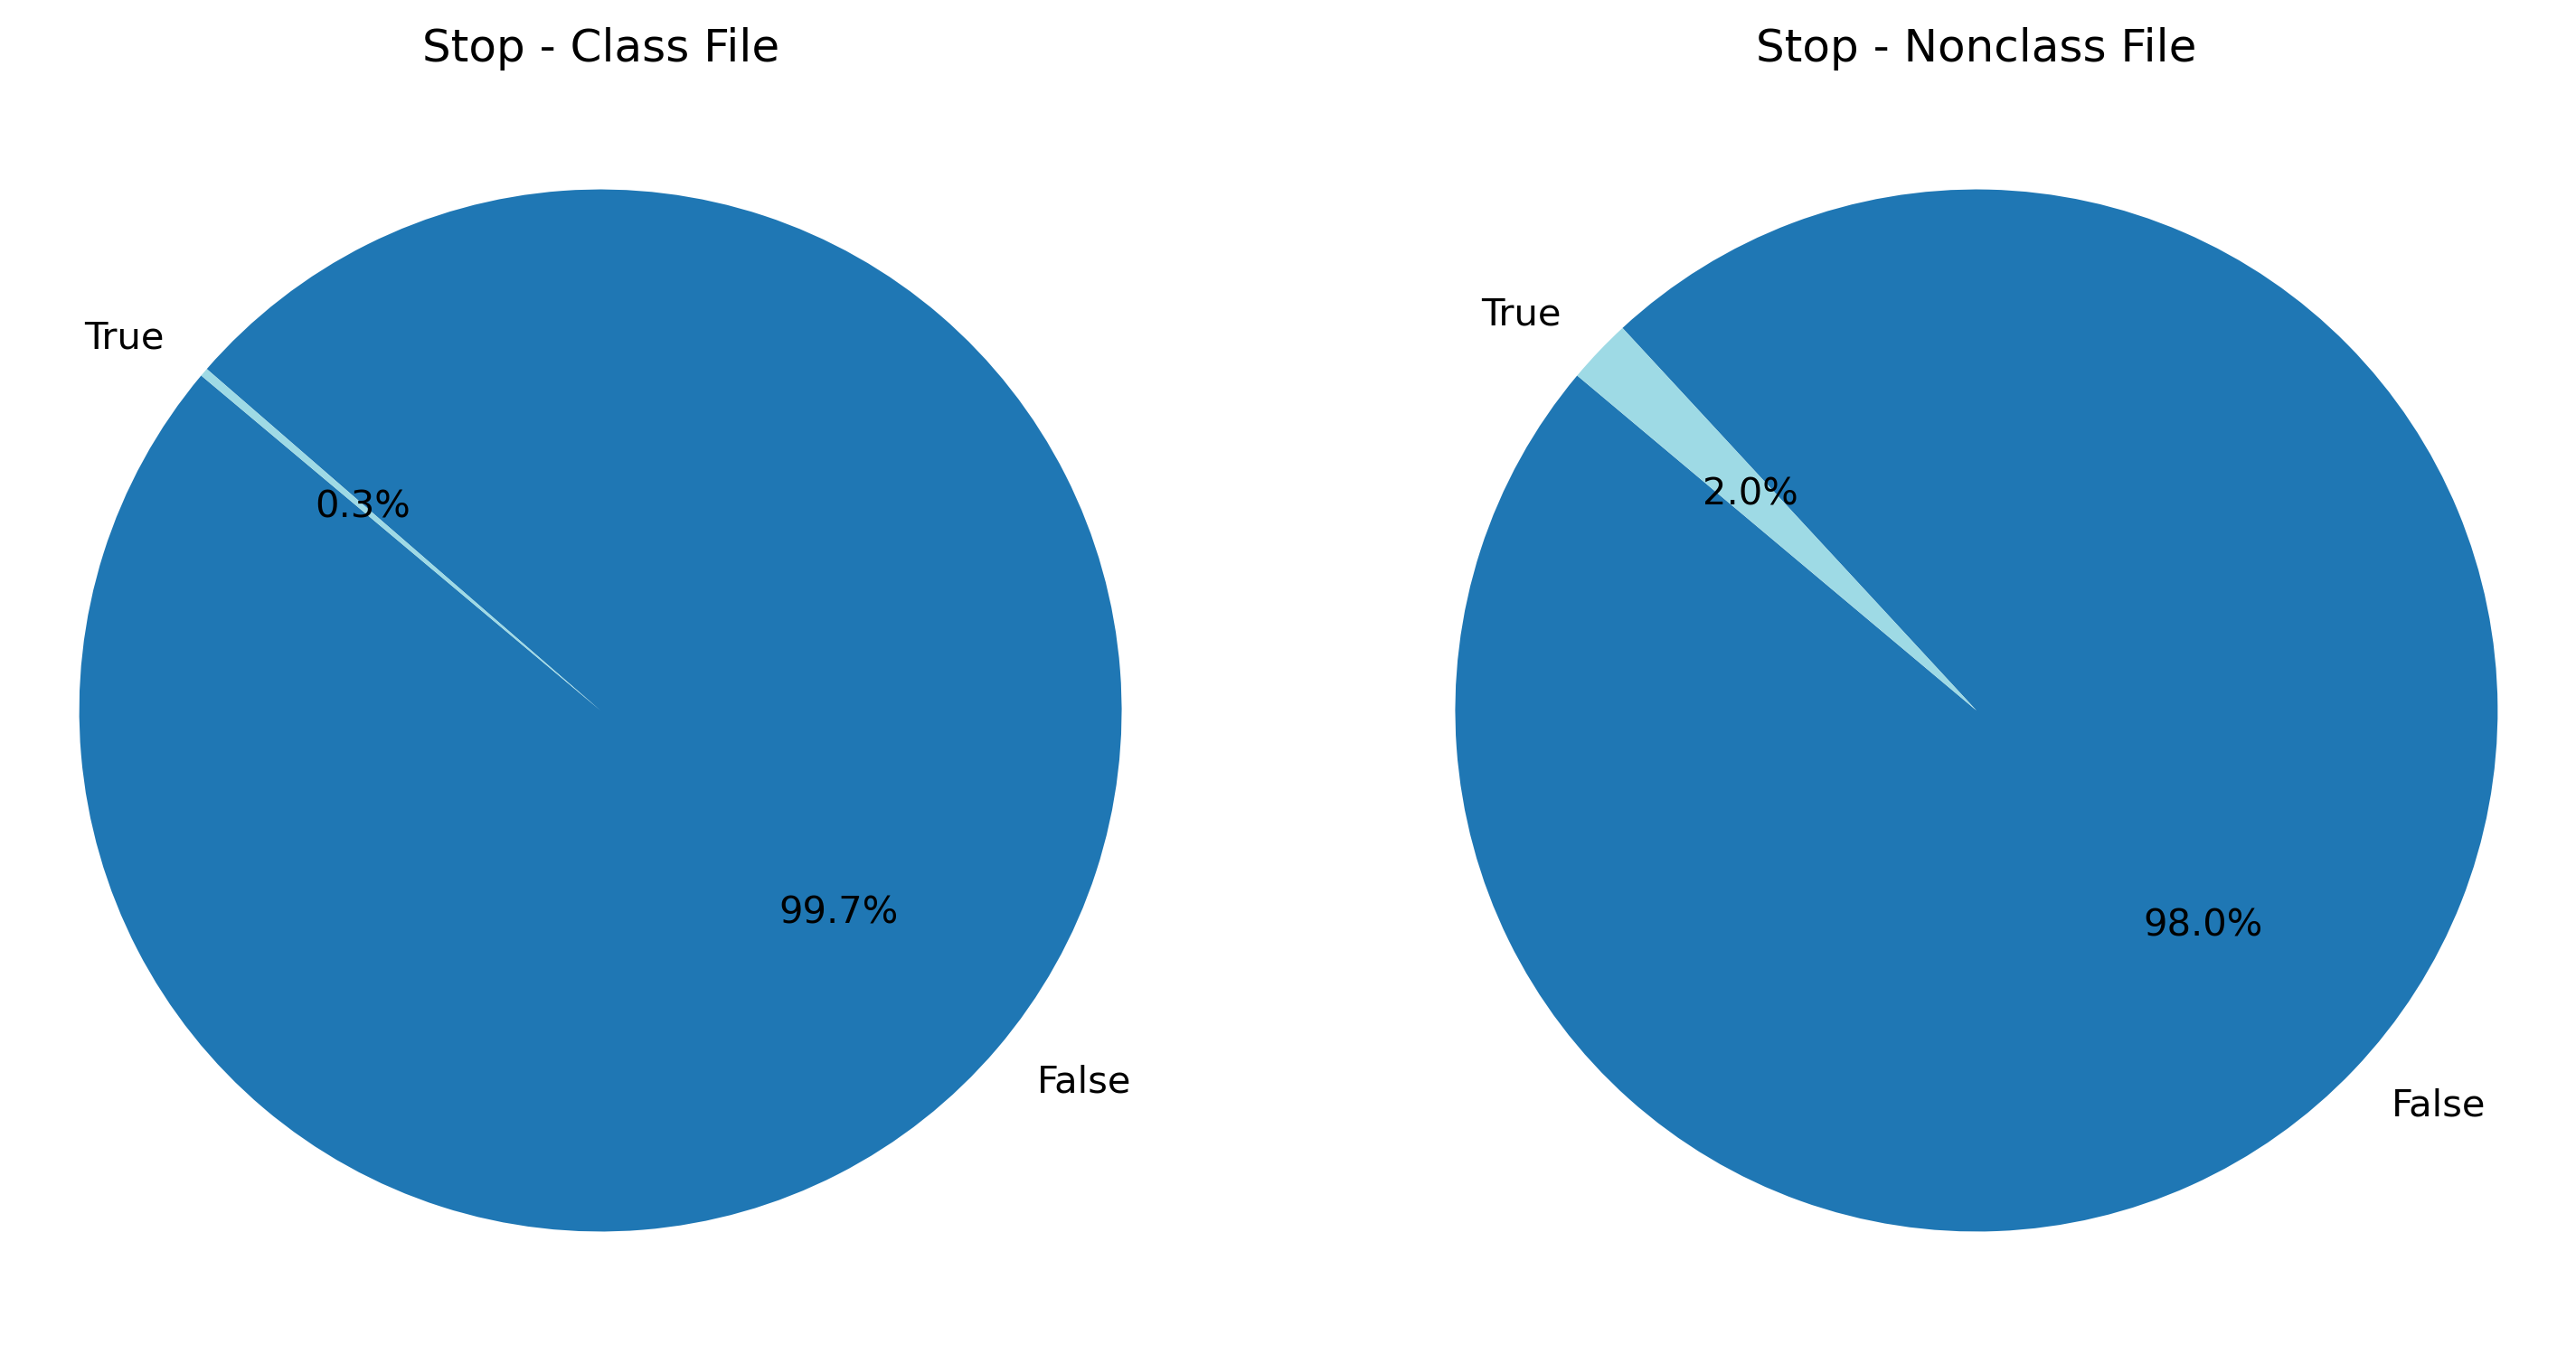 Stop - Class File
True
0.3%
99.7%
False
Stop - Nonclass File
True
2.0%
98.0%
False